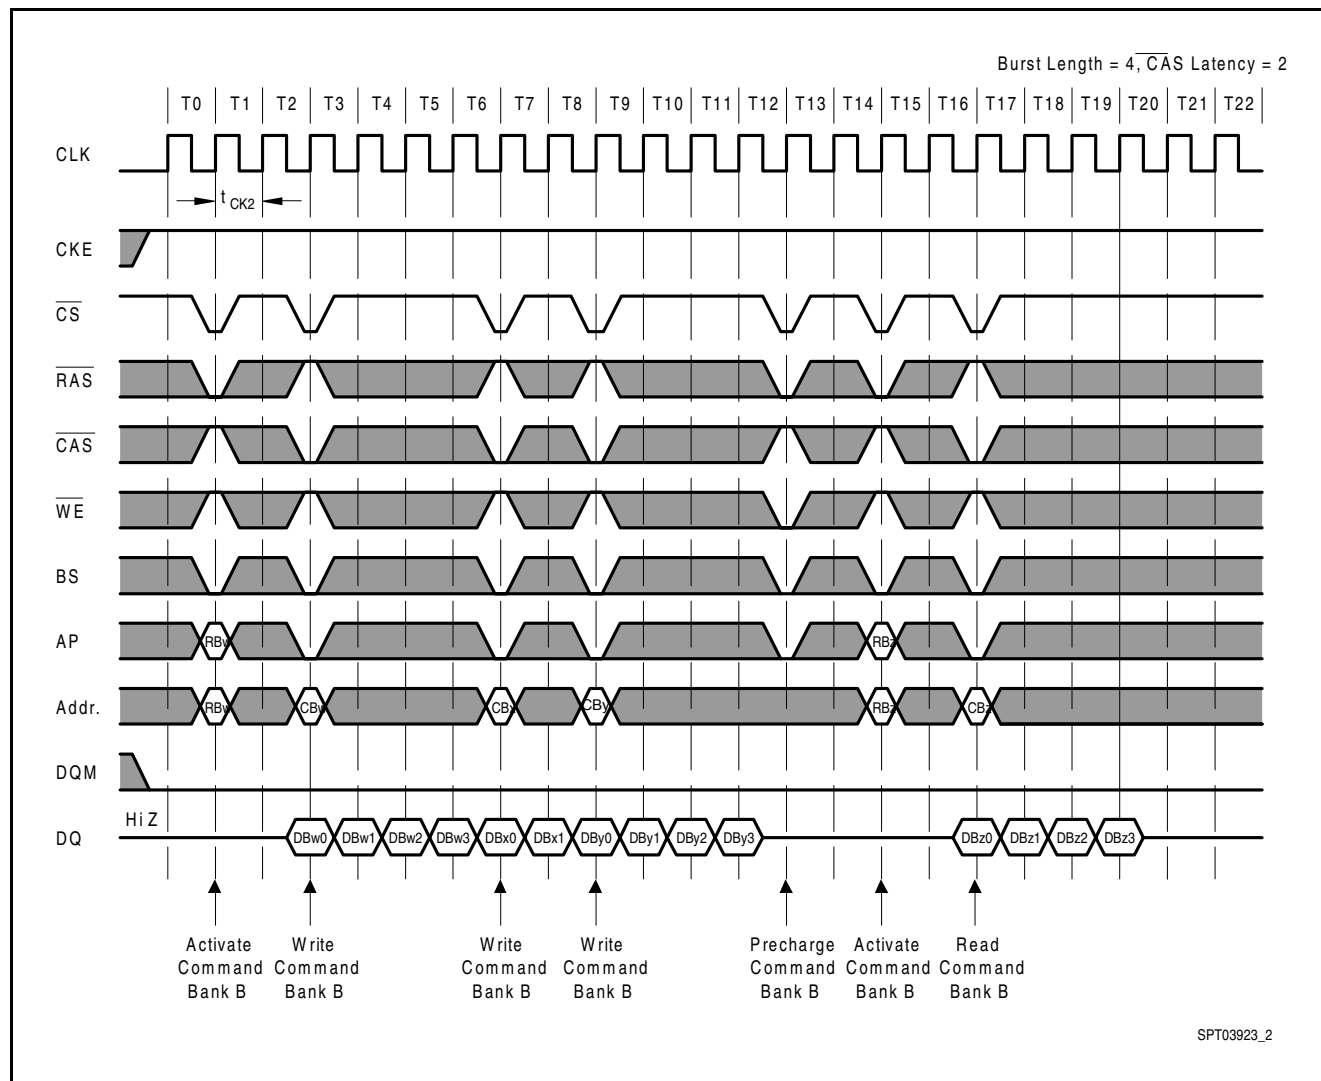 Burst Length = 4, CAS Latency = 2
T0 T1 T2 T3 T4 T5 T6 T7 T8 T9 T10 T11 T12 T13 T14 T15 T16 T17 T18 T19 T20 T21 T22
CLK
t CK2
CKE
CS
RAS
CAS
WE
BS
AP RBw RBz
Addr. RBw CBw CBx CBy RBz CBz
DQM
Hi Z
DQ DBw0 DBw1 DBw2 DBw3 DBx0 DBx1 DBy0 DBy1 DBy2 DBy3 DBz0 DBz1 DBz2 DBz3
Activate Command Bank B
Write Command Bank B
Write Command Bank B
Write Command Bank B
Precharge Command Bank B
Activate Command Bank B
Read Command Bank B
SPT03923_2